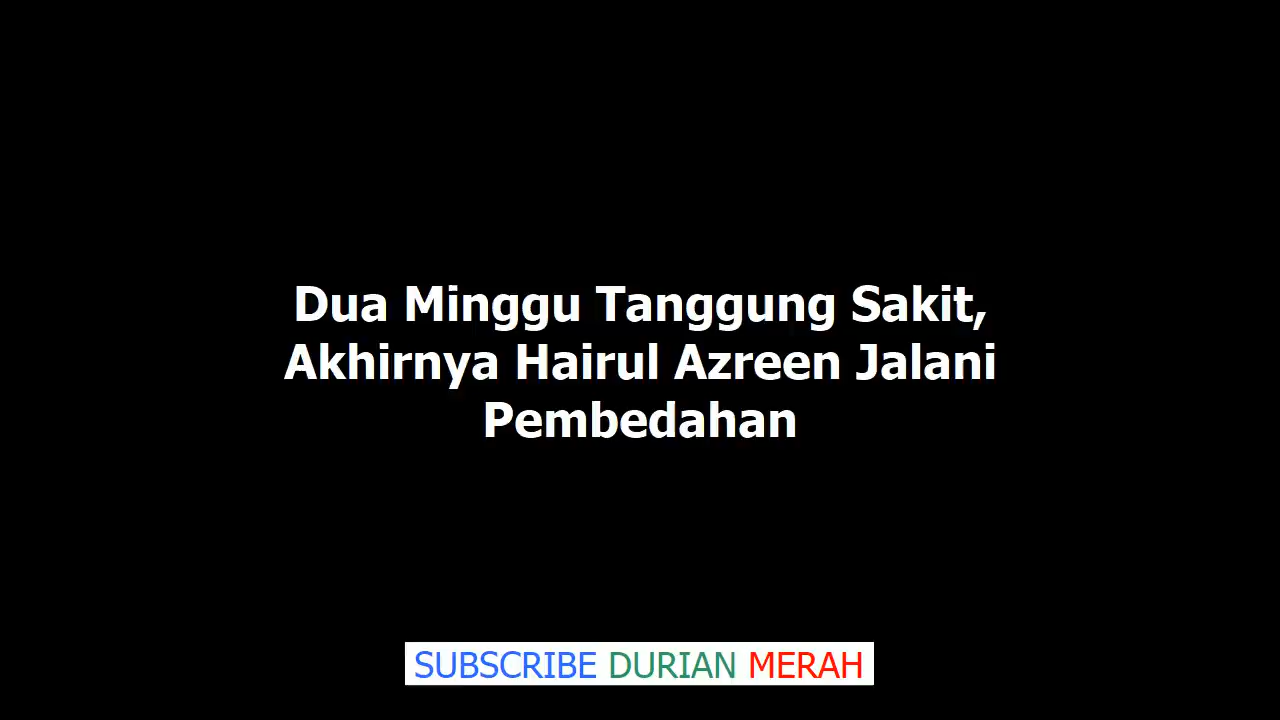 Dua Minggu Tanggung Sakit,
Akhirnya Hairul Azreen Jalani
Pembedahan
SUBSCRIBE DURIAN MERAH